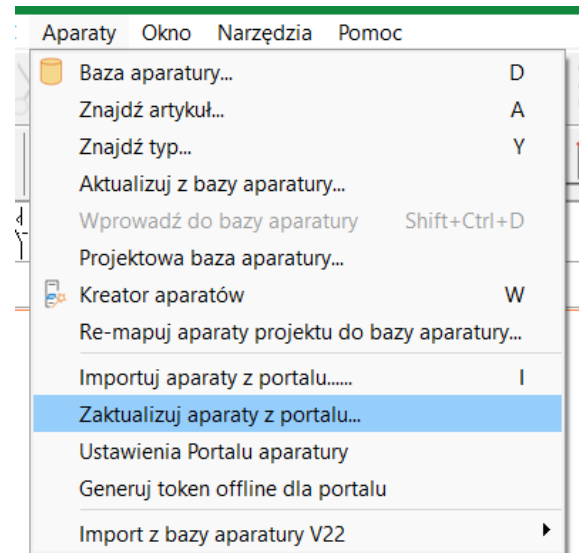 Aparaty Okno Narzędzia Pomoc
Baza aparatury... D
Znajdź artykuł... A
Znajdź typ... Y
Aktualizuj z bazy aparatury...
Wprowadź do bazy aparatury Shift+Ctrl+D
Projektowa baza aparatury...
Kreator aparatów W
Re-mapuj aparaty projektu do bazy aparatury...
Importuj aparaty z portalu...... I
Zaktualizuj aparaty z portalu...
Ustawienia Portalu aparatury
Generuj token offline dla portalu
Import z bazy aparatury V22